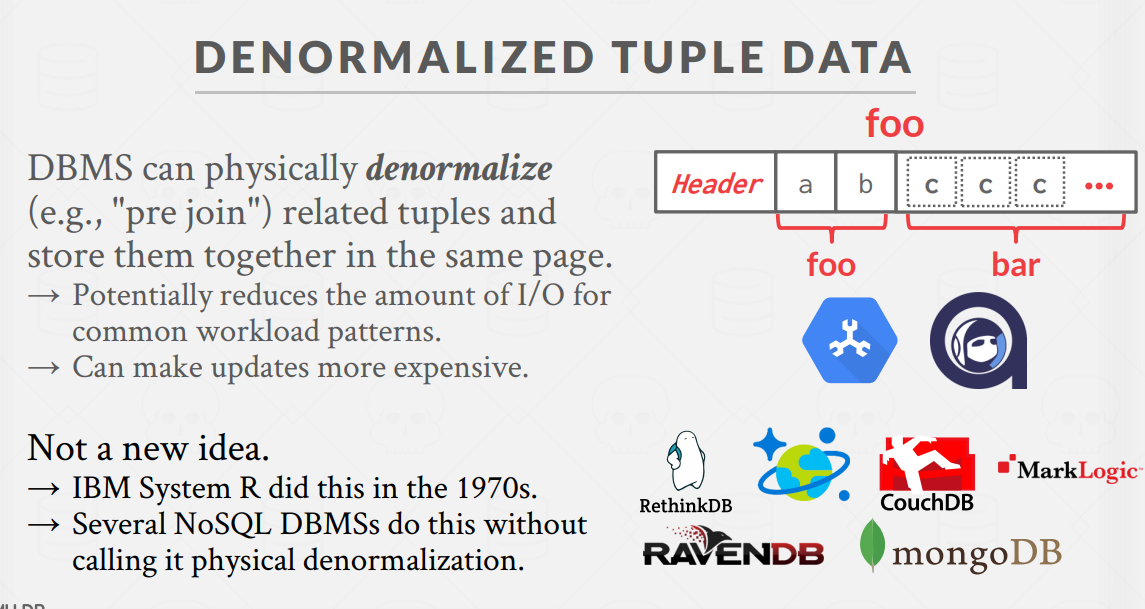 DENORMALIZED TUPLE DATA
DBMS can physically denormalize
(e.g., "pre join") related tuples and
store them together in the same page.
→ Potentially reduces the amount of I/O for
common workload patterns.
→ Can make updates more expensive.
Not a new idea.
→ IBM System R did this in the 1970s.
→ Several NoSQL DBMSs do this without
calling it physical denormalization.
foo
Header a b c c c •••
foo bar
RethinkDB
CouchDB
MarkLogic
RAVENDB
mongoDB